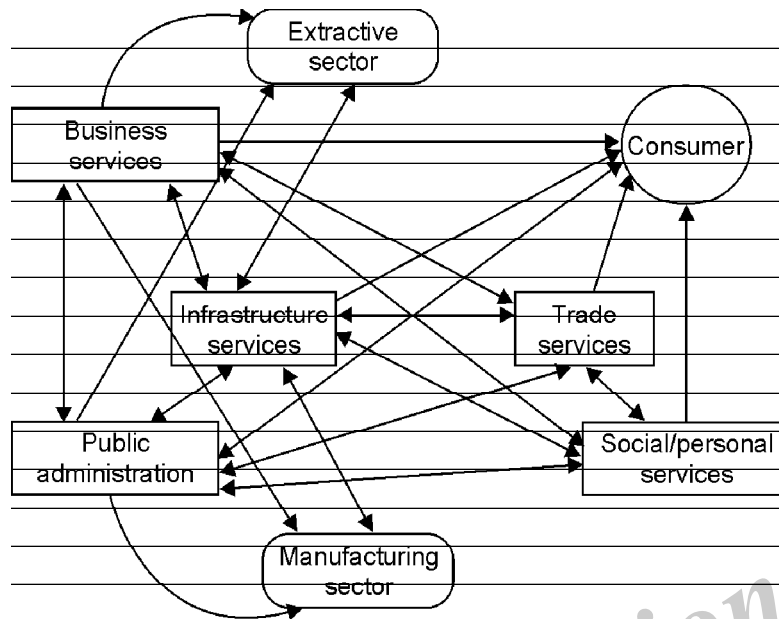 Extractive
sector
Business
services
Consumer
Infrastructure
services
Trade
services
Public
administration
Social/personal
services
Manufacturing
sector